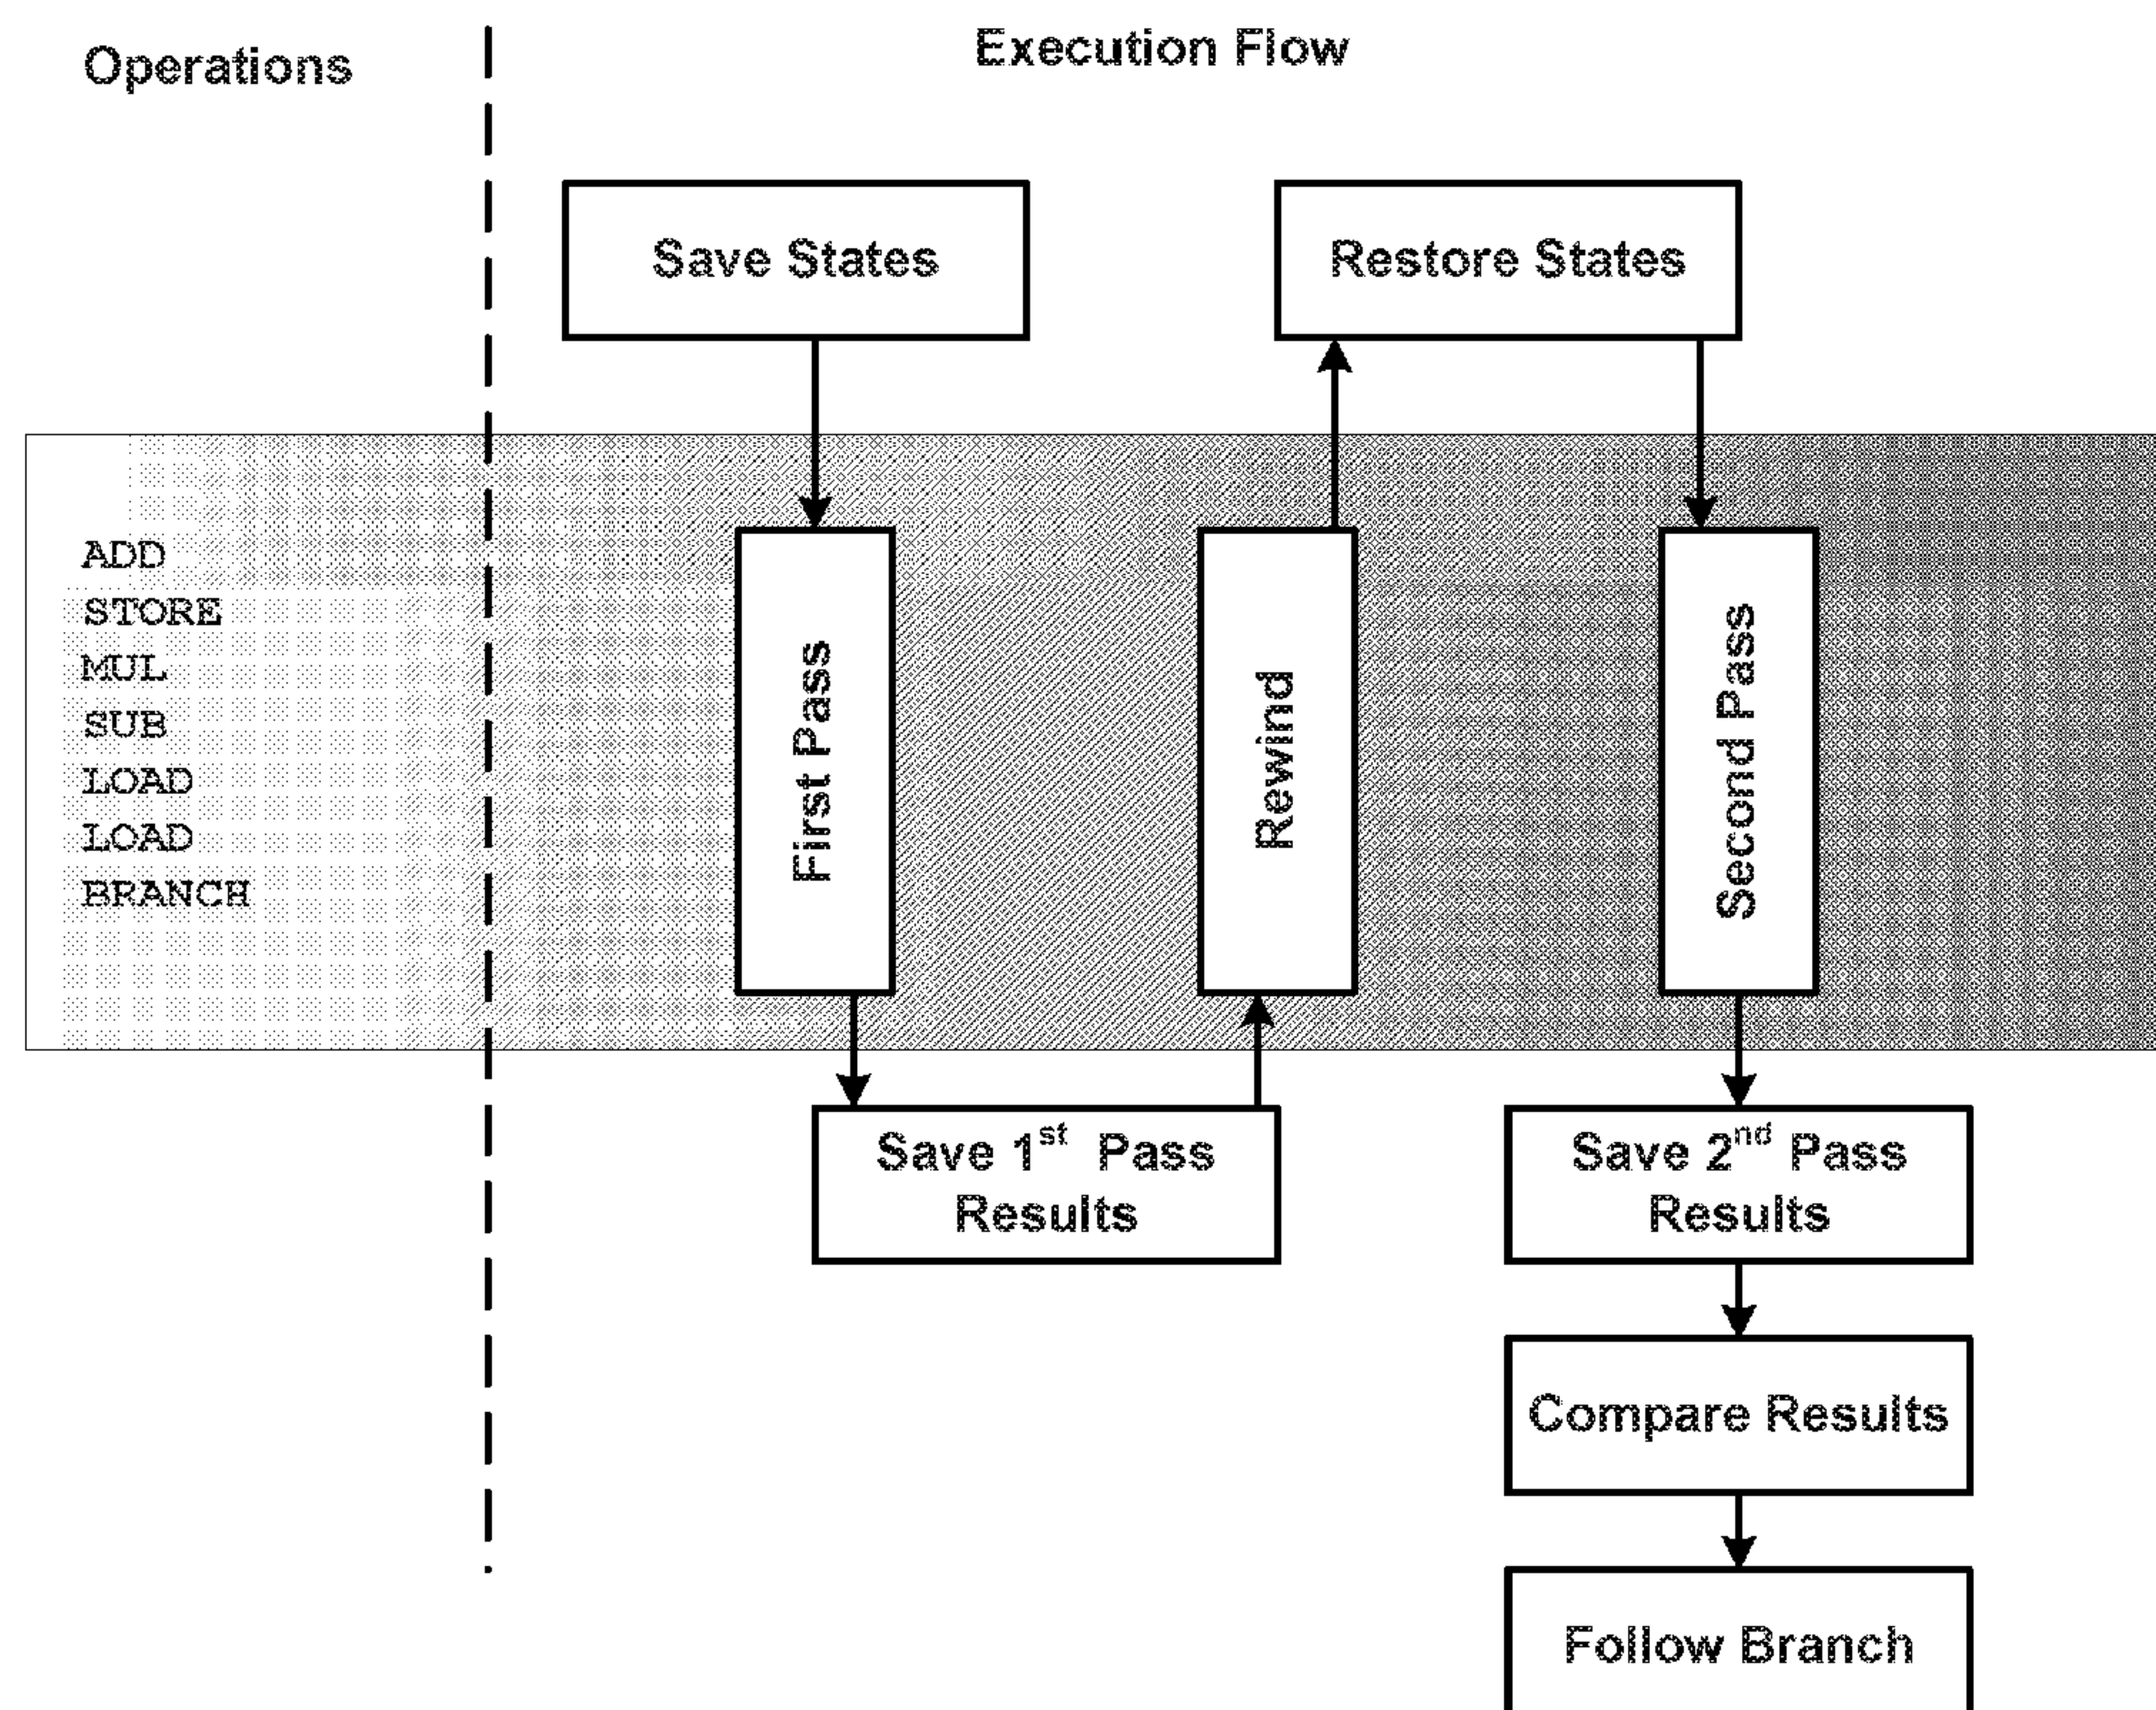 Operations
Execution Flow
Save States
Restore States
ADD
STORE
MUL
SUB
LOAD
LOAD
BRANCH
First Pass
Rewind
Second Pass
Save 1st Pass
Results
Save 2nd Pass
Results
Compare Results
Follow Branch